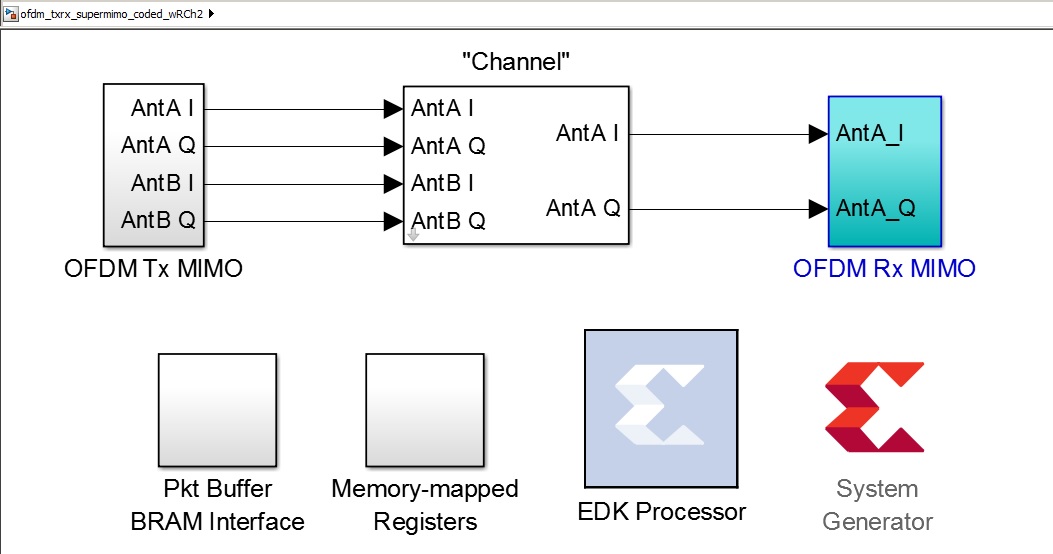 ofdm_txrx_supermimo_coded_wRCh2
"Channel"
AntA I
AntA Q
AntB I
AntB Q
AntA I
AntA Q
AntB I
AntB Q
AntA I
AntA Q
AntA_I
AntA_Q
OFDM Tx MIMO
OFDM Rx MIMO
Pkt Buffer
BRAM Interface
Memory-mapped
Registers
EDK Processor
System
Generator